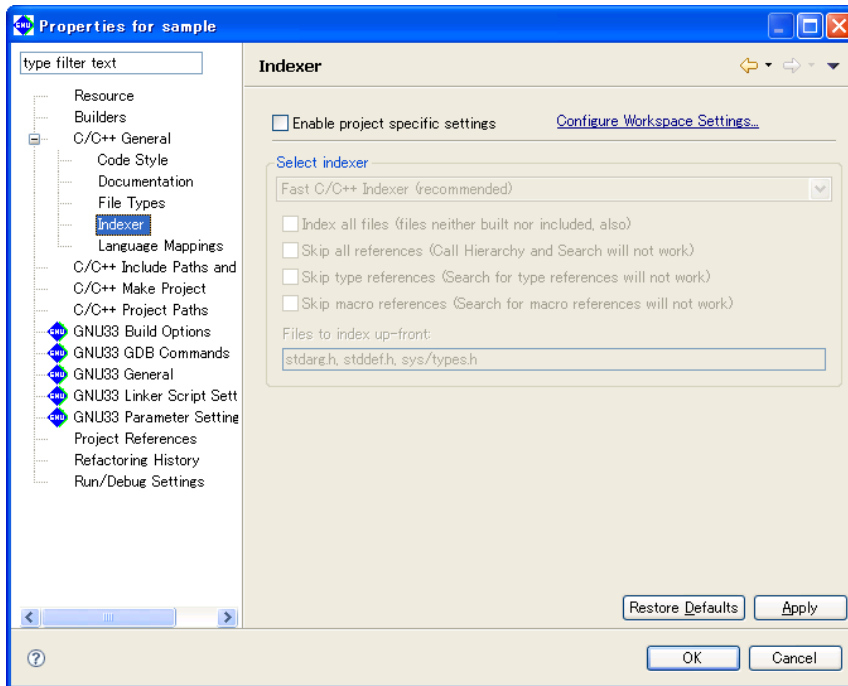 Properties for sample
type filter text
Resource
Builders
C/C++ General
Code Style
Documentation
File Types
Indexer
Language Mappings
C/C++ Include Paths and
C/C++ Make Project
C/C++ Project Paths
GNU33 Build Options
GNU33 GDB Commands
GNU33 General
GNU33 Linker Script Sett
GNU33 Parameter Setting
Project References
Refactoring History
Run/Debug Settings
Indexer
Enable project specific settings
Configure Workspace Settings...
Select indexer
Fast C/C++ Indexer (recommended)
Index all files (files neither built nor included, also)
Skip all references (Call Hierarchy and Search will not work)
Skip type references (Search for type references will not work)
Skip macro references (Search for macro references will not work)
Files to index up-front:
stdarg.h, stddef.h, sys/types.h
Restore Defaults
Apply
OK
Cancel